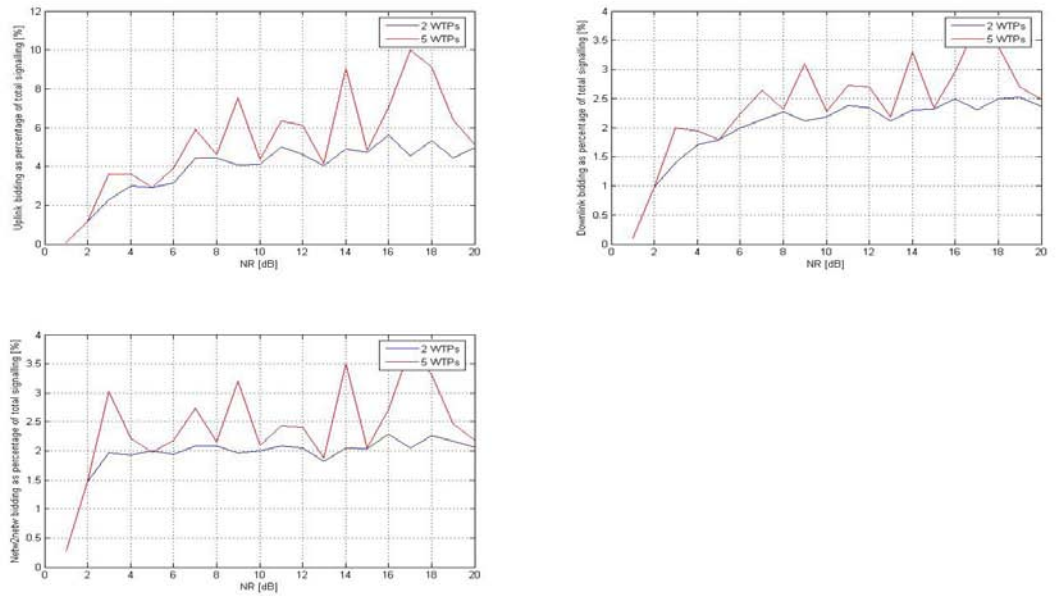 Uplink bidding as percentage of total signalling [%]
12
10
8
6
4
2
0
0 2 4 6 8 10 12 14 16 18 20
NR [dB]
2 WTPs
5 WTPs
Downlink bidding as percentage of total signalling [%]
4
3.5
3
2.5
2
1.5
1
0.5
0
0 2 4 6 8 10 12 14 16 18 20
NR [dB]
2 WTPs
5 WTPs
Netw2netw bidding as percentage of total signalling [%]
4
3.5
3
2.5
2
1.5
1
0.5
0
0 2 4 6 8 10 12 14 16 18 20
NR [dB]
2 WTPs
5 WTPs